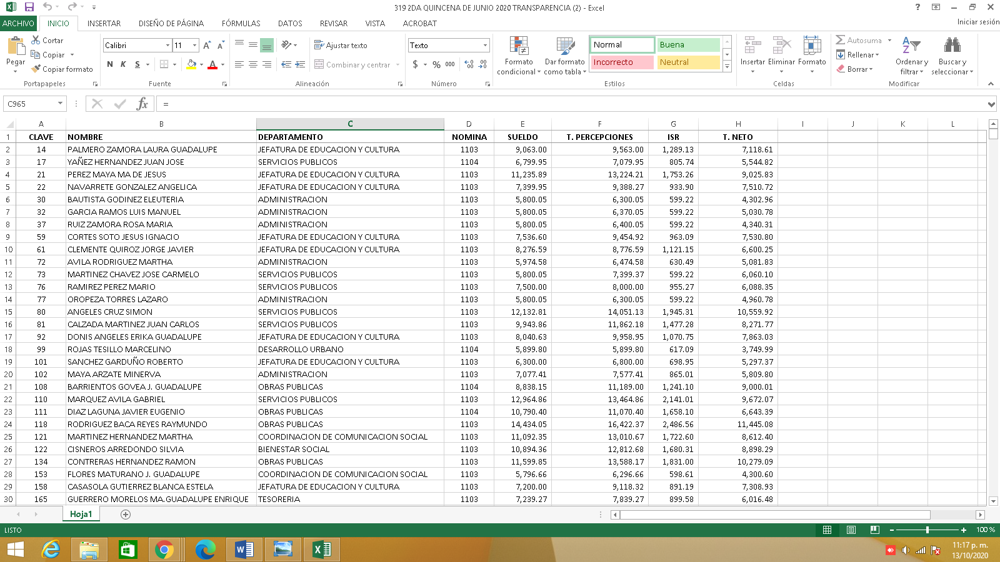 319 2DA QUINCENA DE JUNIO 2020 TRANSPARENCIA (2) - Excel
ARCHIVO INICIO INSERTAR DISEÑO DE PÁGINA FÓRMULAS DATOS REVISAR VISTA ACROBAT Iniciar sesión
Pegar
Cortar
Copiar
Copiar formato
Portapapeles
Calibri 11
N K S
Fuente
Ajustar texto
Combinar y centrar
Alineación
Texto
$ % 000
Número
Formato condicional
Dar formato como tabla
Normal Buena
Incorrecto Neutral
Estilos
Insertar Eliminar Formato
Celdas
Autosuma
Rellenar
Borrar
Ordenar y filtrar
Buscar y seleccionar
Modificar
C965 fx =
A B C D E F G H I J K L
1 CLAVE NOMBRE DEPARTAMENTO NOMINA SUELDO T. PERCEPCIONES ISR T. NETO
2 14 PALMERO ZAMORA LAURA GUADALUPE JEFATURA DE EDUCACION Y CULTURA 1103 9,063.00 9,563.00 1,289.13 7,118.61
3 17 YAÑEZ HERNANDEZ JUAN JOSE SERVICIOS PUBLICOS 1104 6,799.95 7,079.95 805.74 5,544.82
4 21 PEREZ MAYA MA DE JESUS JEFATURA DE EDUCACION Y CULTURA 1103 11,235.89 13,224.21 1,753.26 9,025.83
5 22 NAVARRETE GONZALEZ ANGELICA JEFATURA DE EDUCACION Y CULTURA 1103 7,399.95 9,388.27 933.90 7,510.72
6 30 BAUTISTA GODINEZ ELEUTERIA ADMINISTRACION 1103 5,800.05 6,300.05 599.22 4,302.96
7 32 GARCIA RAMOS LUIS MANUEL ADMINISTRACION 1103 5,800.05 6,370.05 599.22 5,030.78
8 37 RUIZ ZAMORA ROSA MARIA ADMINISTRACION 1103 5,800.05 6,400.05 599.22 4,340.31
9 59 CORTES SOTO JESUS IGNACIO JEFATURA DE EDUCACION Y CULTURA 1103 7,536.60 9,454.92 963.09 7,530.80
10 61 CLEMENTE QUIROZ JORGE JAVIER JEFATURA DE EDUCACION Y CULTURA 1103 8,276.59 8,776.59 1,121.15 6,600.25
11 72 AVILA RODRIGUEZ MARTHA ADMINISTRACION 1103 5,974.58 6,474.58 630.49 5,081.83
12 73 MARTINEZ CHAVEZ JOSE CARMELO SERVICIOS PUBLICOS 1103 5,800.05 7,399.37 599.22 6,060.10
13 76 RAMIREZ PEREZ MARIO SERVICIOS PUBLICOS 1103 7,500.00 8,000.00 955.27 6,088.35
14 77 OROPEZA TORRES LAZARO ADMINISTRACION 1103 5,800.05 6,300.05 599.22 4,960.78
15 80 ANGELES CRUZ SIMON SERVICIOS PUBLICOS 1103 12,132.81 14,051.13 1,945.31 10,559.92
16 81 CALZADA MARTINEZ JUAN CARLOS SERVICIOS PUBLICOS 1103 9,943.86 11,862.18 1,477.28 8,271.77
17 92 DONIS ANGELES ERIKA GUADALUPE JEFATURA DE EDUCACION Y CULTURA 1103 8,040.63 9,958.95 1,070.75 7,863.03
18 99 ROJAS TESILLO MARCELINO DESARROLLO URBANO 1104 5,899.80 5,899.80 617.09 3,749.99
19 101 SANCHEZ GARDUÑO ROBERTO JEFATURA DE EDUCACION Y CULTURA 1103 6,300.00 6,800.00 698.95 5,297.37
20 102 MAYA ARZATE MINERVA ADMINISTRACION 1103 7,077.41 7,577.41 865.01 5,809.80
21 108 BARRIENTOS GOVEA J. GUADALUPE OBRAS PUBLICAS 1104 8,838.15 11,189.00 1,241.10 9,000.01
22 110 MARQUEZ AVILA GABRIEL SERVICIOS PUBLICOS 1103 12,964.86 13,464.86 2,141.01 9,672.07
23 111 DIAZ LAGUNA JAVIER EUGENIO OBRAS PUBLICAS 1104 10,790.40 11,070.40 1,658.10 6,643.39
24 118 RODRIGUEZ BACA REYES RAYMUNDO OBRAS PUBLICAS 1103 14,434.05 16,422.37 2,486.56 11,445.08
25 121 MARTINEZ HERNANDEZ MARTHA COORDINACION DE COMUNICACION SOCIAL 1103 11,092.35 13,010.67 1,722.60 8,612.40
26 122 CISNEROS ARREDONDO SILVIA BIENESTAR SOCIAL 1103 10,894.36 12,812.68 1,680.31 8,898.29
27 134 CONTRERAS HERNANDEZ RAMON OBRAS PUBLICAS 1103 11,599.85 13,588.17 1,831.00 10,279.09
28 153 FLORES MATURANO J. GUADALUPE COORDINACION DE COMUNICACION SOCIAL 1103 5,796.66 6,296.66 598.61 4,300.60
29 158 CASASOLA GUTIERREZ BLANCA ESTELA JEFATURA DE EDUCACION Y CULTURA 1103 7,200.00 9,118.32 891.19 7,308.93
30 165 GUERRERO MORELOS MA. GUADALUPE ENRIQUE TESORERIA 1103 7,239.27 7,839.27 899.58 6,016.48
Hoja1
LISTO 100 %
11:17 p. m.
13/10/2020